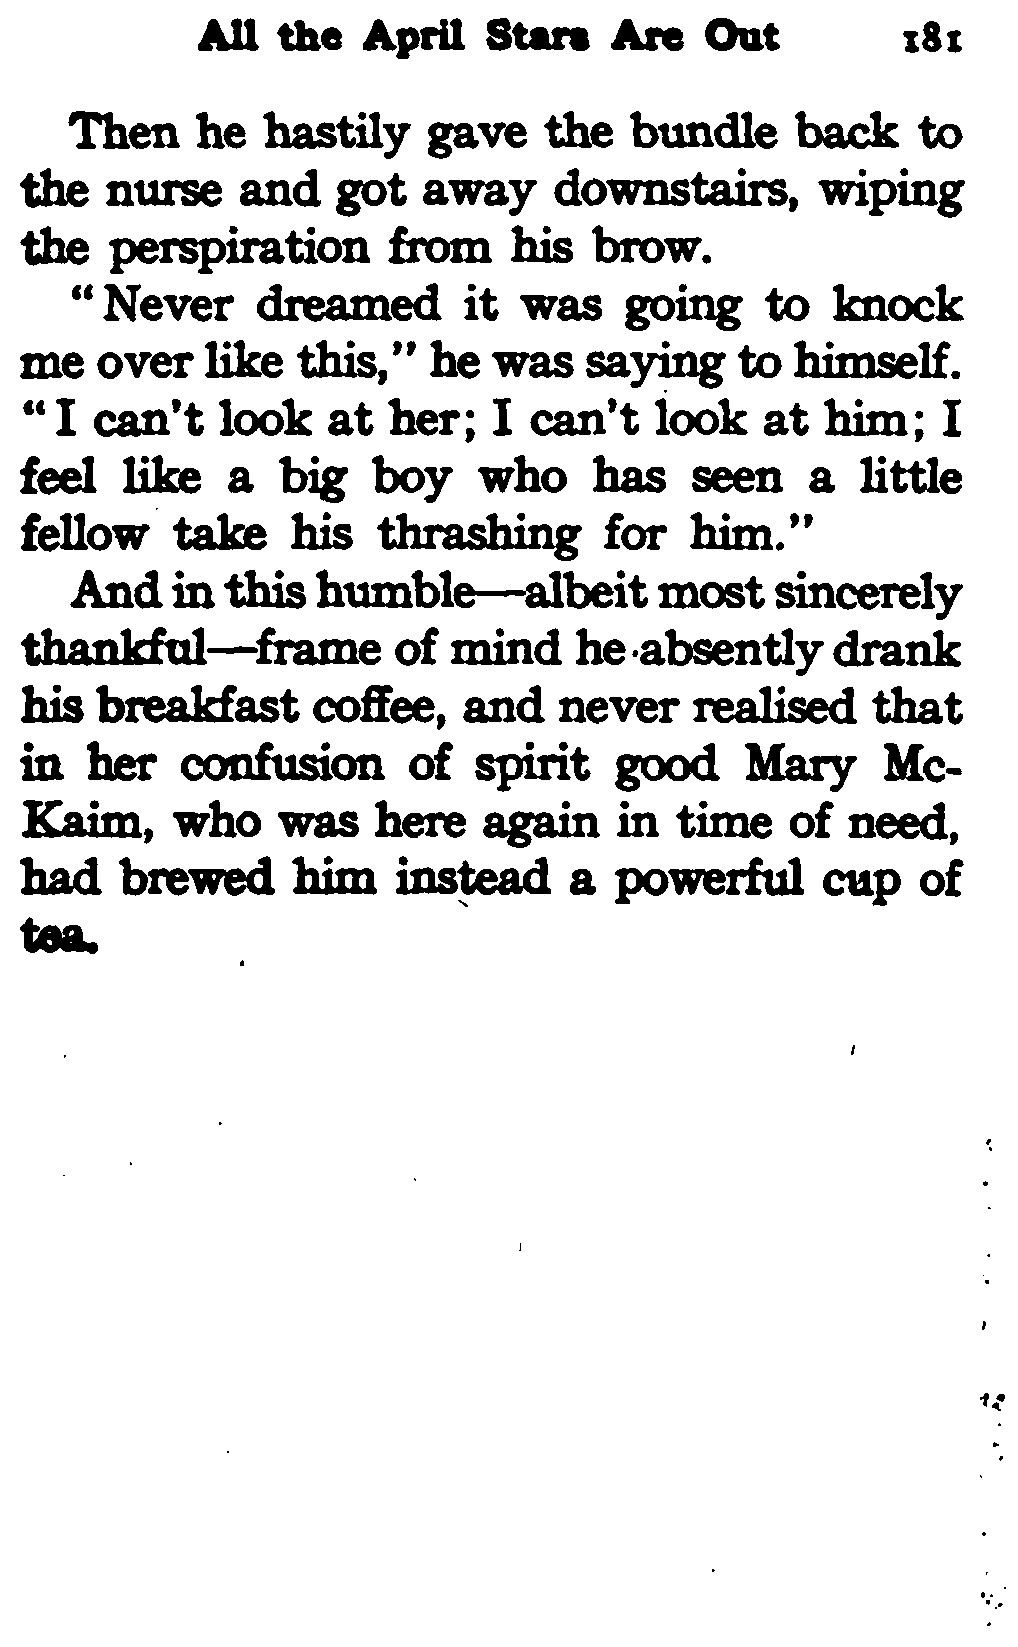 All the April Stars Are Out 181
Then he hastily gave the bundle back to
the nurse and got away downstairs, wiping
the perspiration from his brow.
"Never dreamed it was going to knock
me over like this," he was saying to himself.
"I can't look at her; I can't look at him; I
feel like a big boy who has seen a little
fellow take his thrashing for him."
And in this humble—albeit most sincerely
thankful—frame of mind he absently drank
his breakfast coffee, and never realised that
in her confusion of spirit good Mary Mc-
Kaim, who was here again in time of need,
had brewed him instead a powerful cup of
tea.